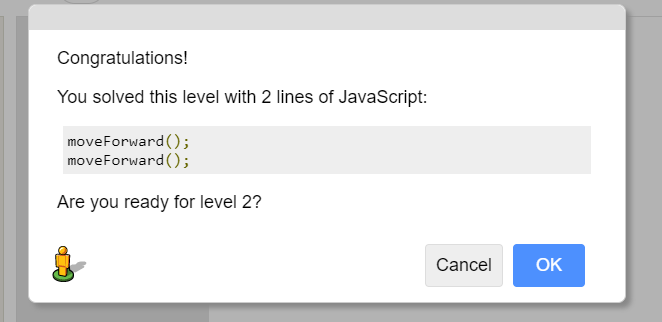 Congratulations!
You solved this level with 2 lines of JavaScript:
moveForward();
moveForward();
Are you ready for level 2?
Cancel
OK